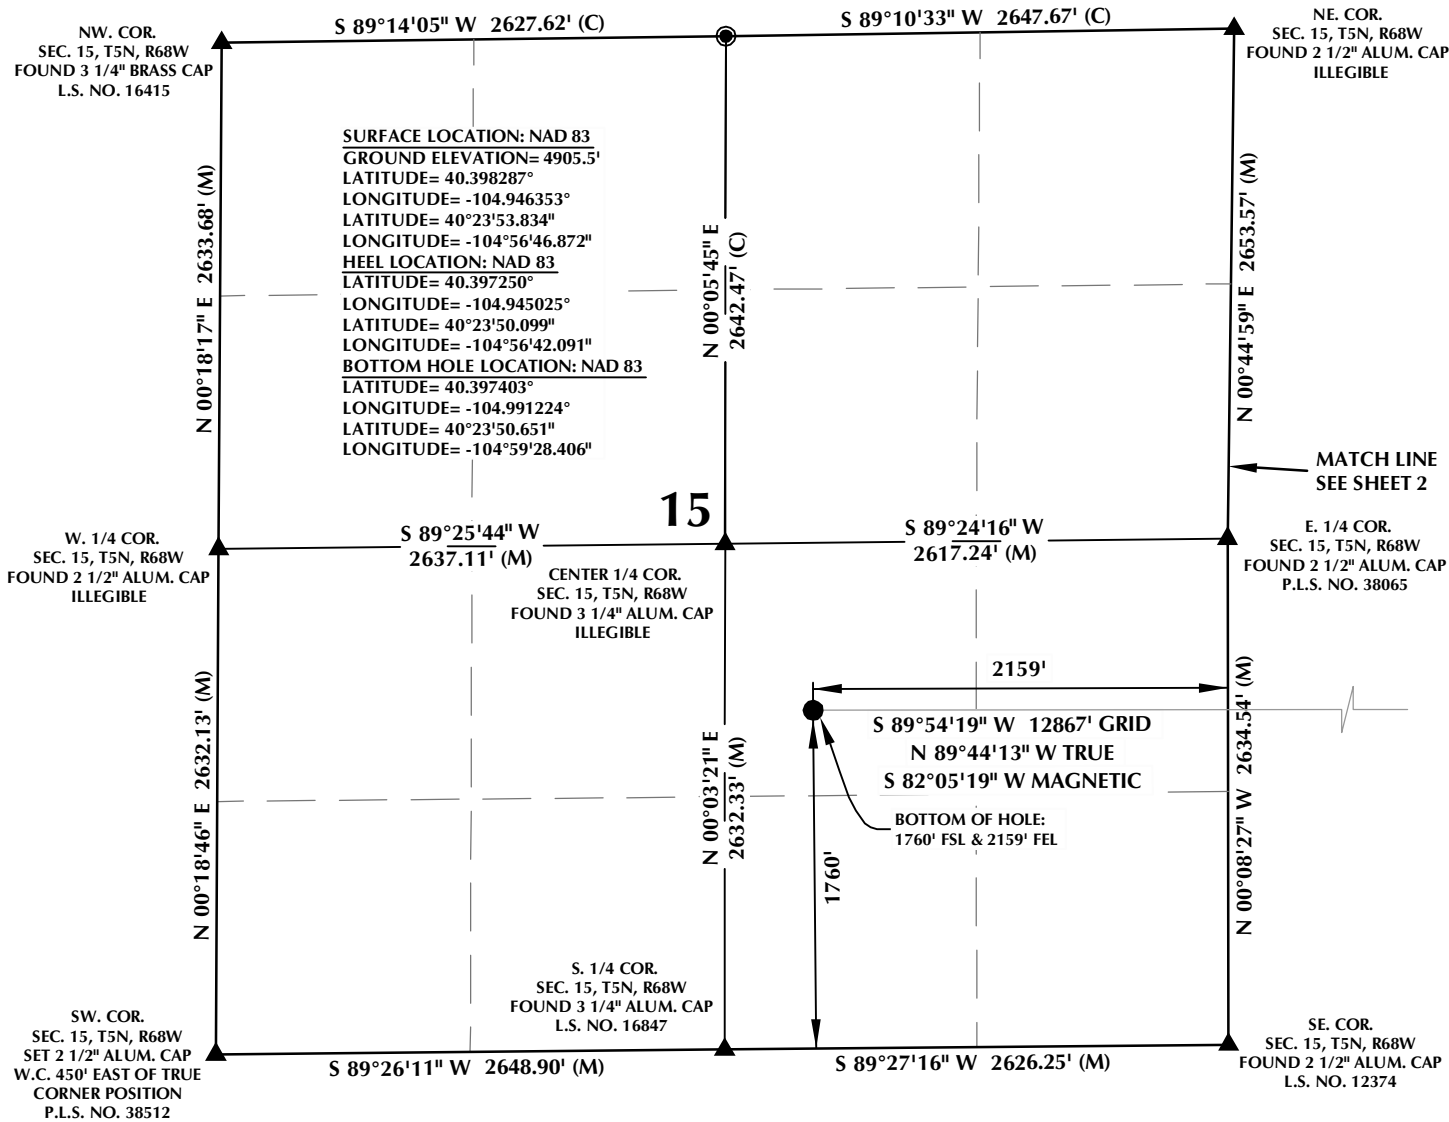 NW. COR.
SEC. 15, T5N, R68W
FOUND 3 1/4" BRASS CAP
L.S. NO. 16415
S 89°14'05" W 2627.62' (C)
S 89°10'33" W 2647.67' (C)
NE. COR.
SEC. 15, T5N, R68W
FOUND 2 1/2" ALUM. CAP
ILLEGIBLE
SURFACE LOCATION: NAD 83
GROUND ELEVATION= 4905.5'
LATITUDE= 40.398287°
LONGITUDE= -104.946353°
LATITUDE= 40°23'53.834"
LONGITUDE= -104°56'46.872"
HEEL LOCATION: NAD 83
LATITUDE= 40.397250°
LONGITUDE= -104.945025°
LATITUDE= 40°23'50.099"
LONGITUDE= -104°56'42.091"
BOTTOM HOLE LOCATION: NAD 83
LATITUDE= 40.397403°
LONGITUDE= -104.991224°
LATITUDE= 40°23'50.651"
LONGITUDE= -104°59'28.406"
N 00°18'17" E 2633.68' (M)
N 00°05'45" E
2642.47' (C)
N 00°44'59" E 2653.57' (M)
MATCH LINE
SEE SHEET 2
15
W. 1/4 COR.
SEC. 15, T5N, R68W
FOUND 2 1/2" ALUM. CAP
ILLEGIBLE
S 89°25'44" W
2637.11' (M)
CENTER 1/4 COR.
SEC. 15, T5N, R68W
FOUND 3 1/4" ALUM. CAP
ILLEGIBLE
S 89°24'16" W
2617.24' (M)
E. 1/4 COR.
SEC. 15, T5N, R68W
FOUND 2 1/2" ALUM. CAP
P.L.S. NO. 38065
2159'
S 89°54'19" W 12867' GRID
N 89°44'13" W TRUE
S 82°05'19" W MAGNETIC
BOTTOM OF HOLE:
1760' FSL & 2159' FEL
1760'
N 00°18'46" E 2632.13' (M)
N 00°03'21" E
2632.33' (M)
N 00°08'27" W 2634.54' (M)
SW. COR.
SEC. 15, T5N, R68W
SET 2 1/2" ALUM. CAP
W.C. 450' EAST OF TRUE
CORNER POSITION
P.L.S. NO. 38512
S 89°26'11" W 2648.90' (M)
S. 1/4 COR.
SEC. 15, T5N, R68W
FOUND 3 1/4" ALUM. CAP
L.S. NO. 16847
S 89°27'16" W 2626.25' (M)
SE. COR.
SEC. 15, T5N, R68W
FOUND 2 1/2" ALUM. CAP
L.S. NO. 12374